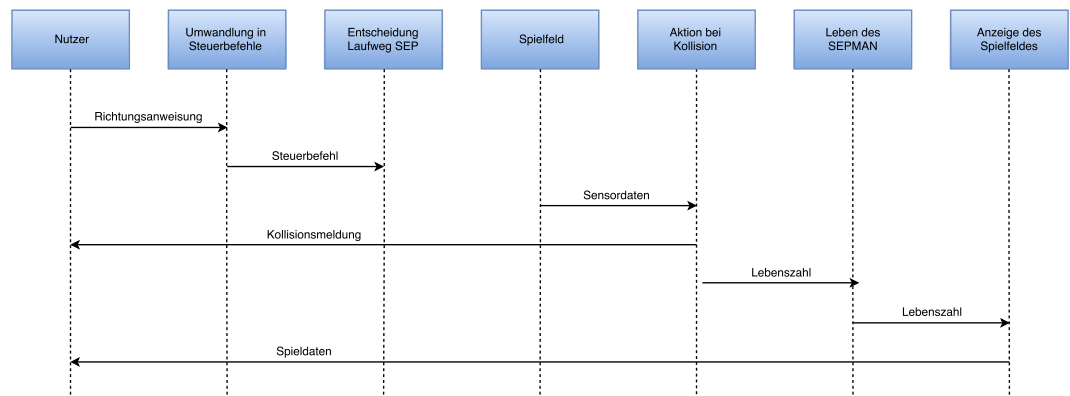 Nutzer
Umwandlung in
Steuerbefehle
Entscheidung
Laufweg SEP
Spielfeld
Aktion bei
Kollision
Leben des
SEPMAN
Anzeige des
Spielfeldes
Richtungsanweisung
Steuerbefehl
Sensordaten
Kollisionsmeldung
Lebenszahl
Lebenszahl
Spieldaten